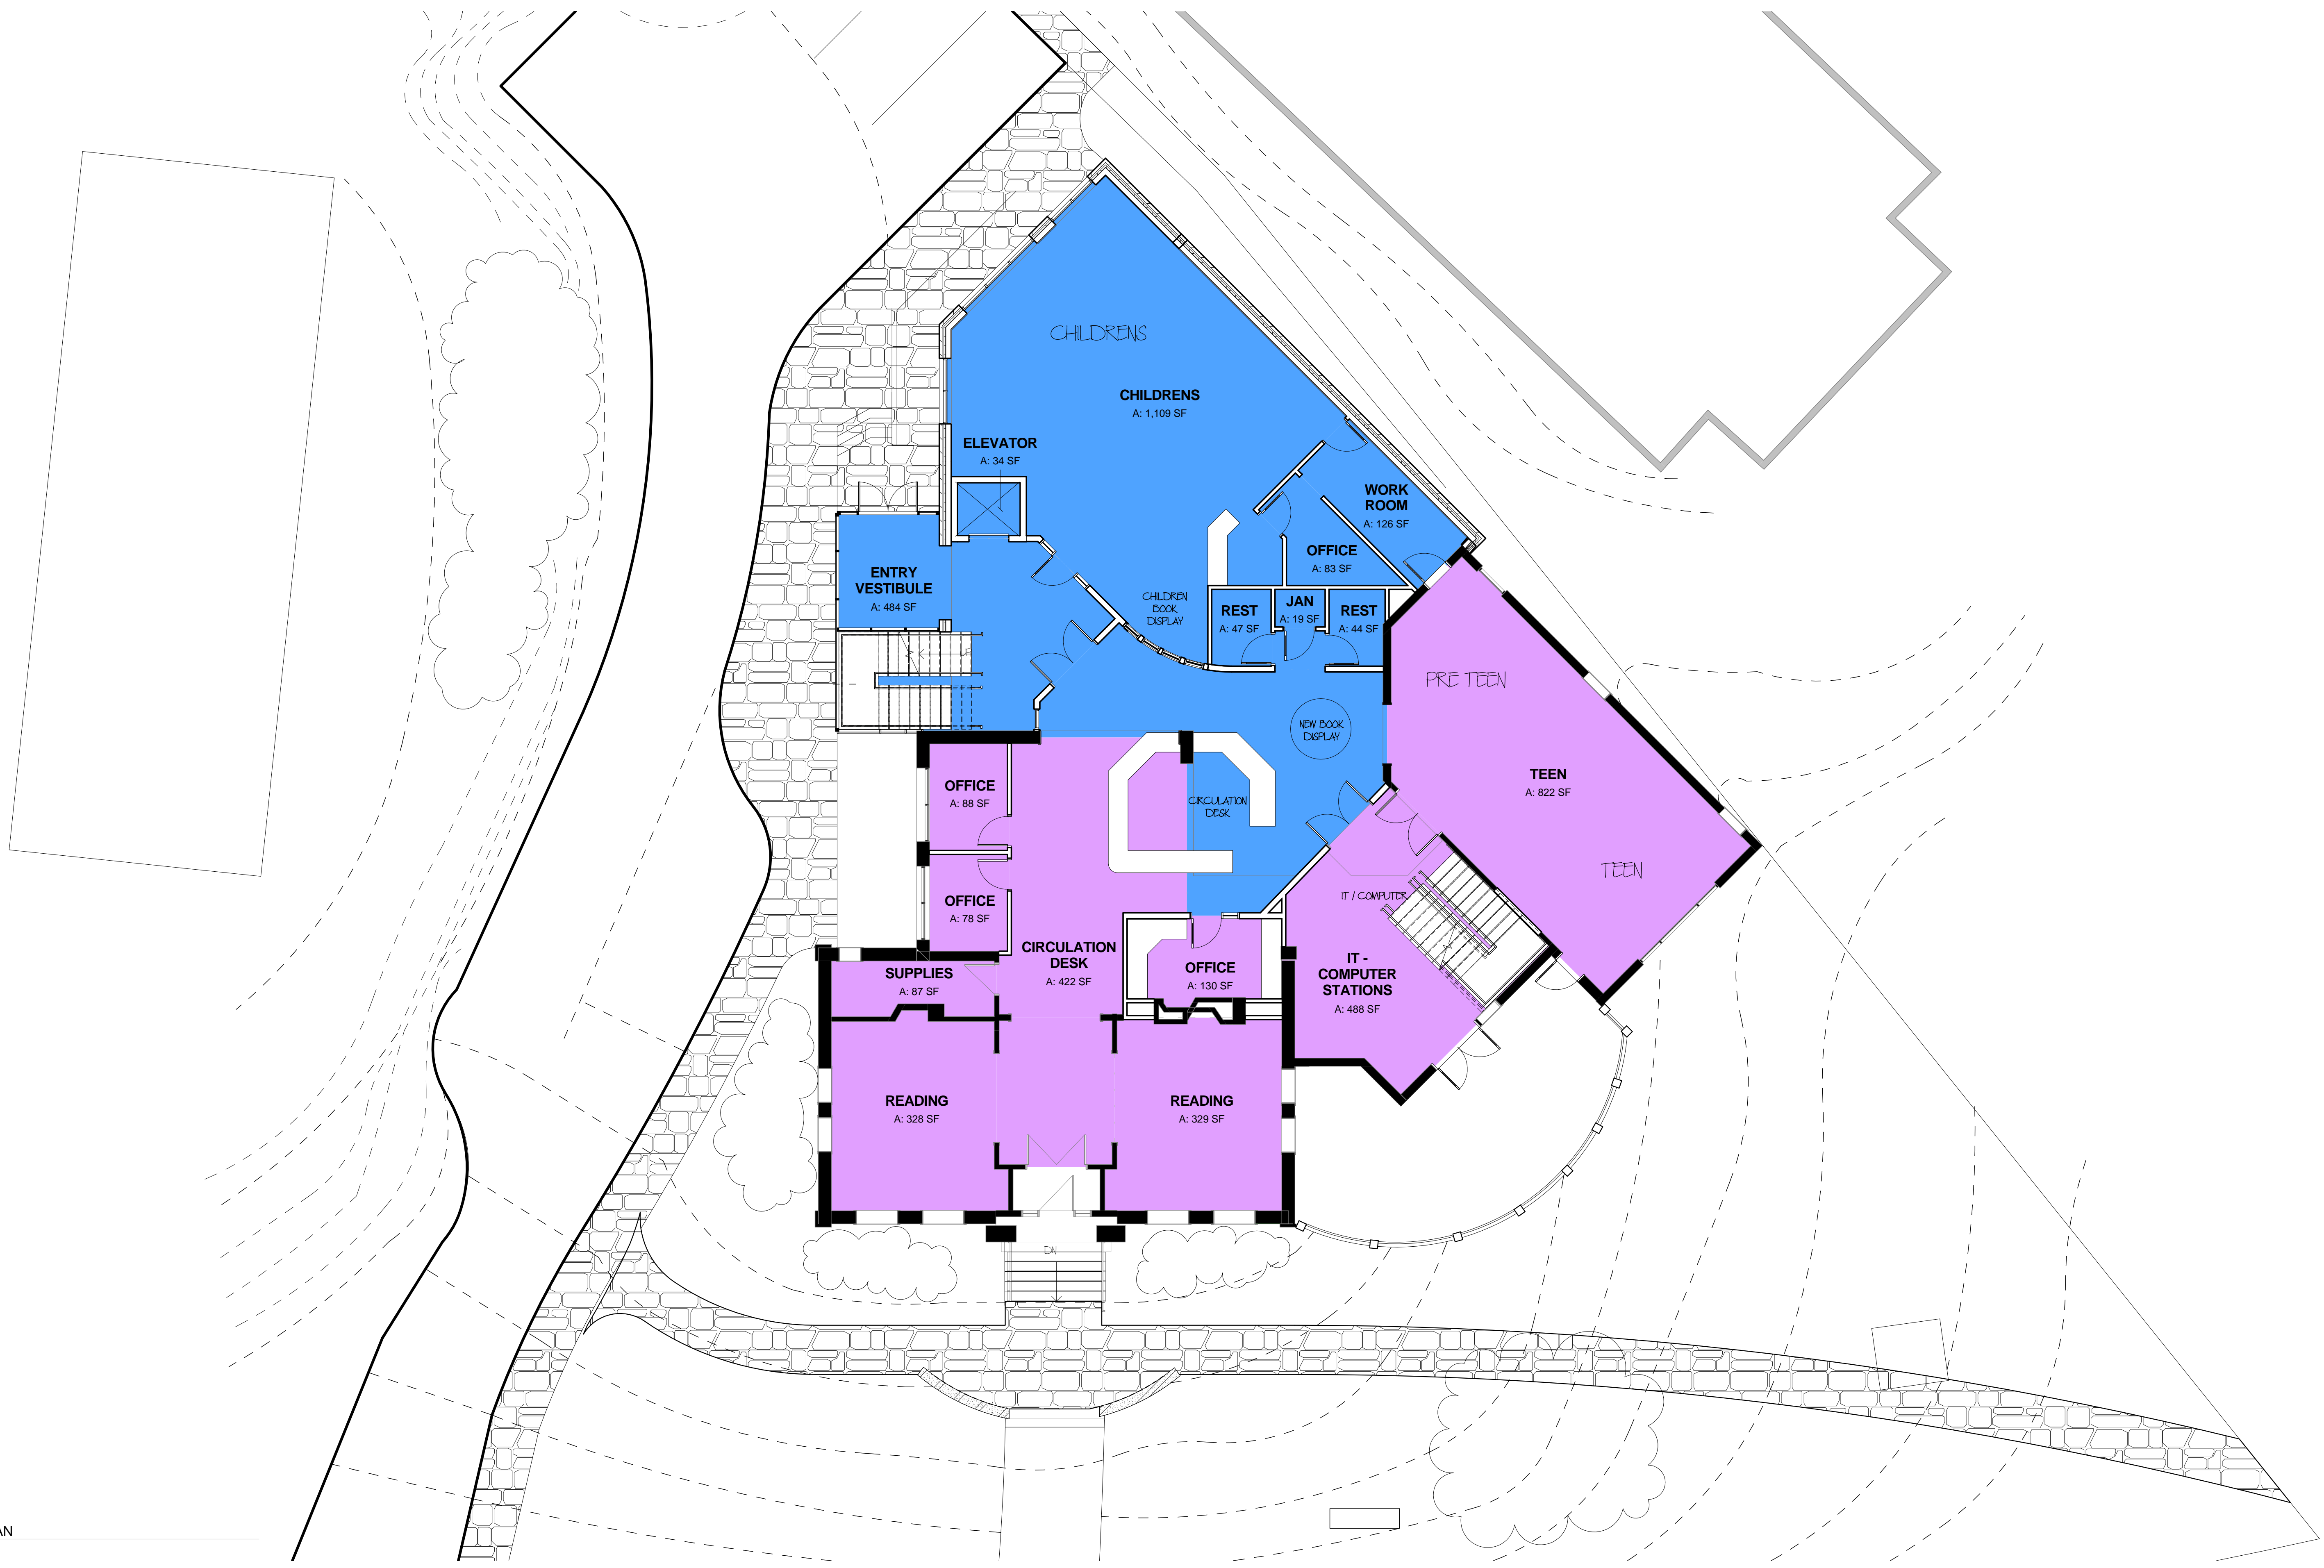 CHILDRENS
CHILDRENS
A: 1,109 SF
ELEVATOR
A: 34 SF
WORK
ROOM
A: 126 SF
OFFICE
A: 83 SF
ENTRY
VESTIBULE
A: 484 SF
CHILDREN
BOOK
DISPLAY
REST
A: 47 SF
JAN
A: 19 SF
REST
A: 44 SF
PRE TEEN
NEW BOOK
DISPLAY
OFFICE
A: 88 SF
CIRCULATION
DESK
TEEN
A: 822 SF
TEEN
IT / COMPUTER
OFFICE
A: 78 SF
CIRCULATION
DESK
A: 422 SF
SUPPLIES
A: 87 SF
OFFICE
A: 130 SF
IT -
COMPUTER
STATIONS
A: 488 SF
READING
A: 328 SF
READING
A: 329 SF
DN